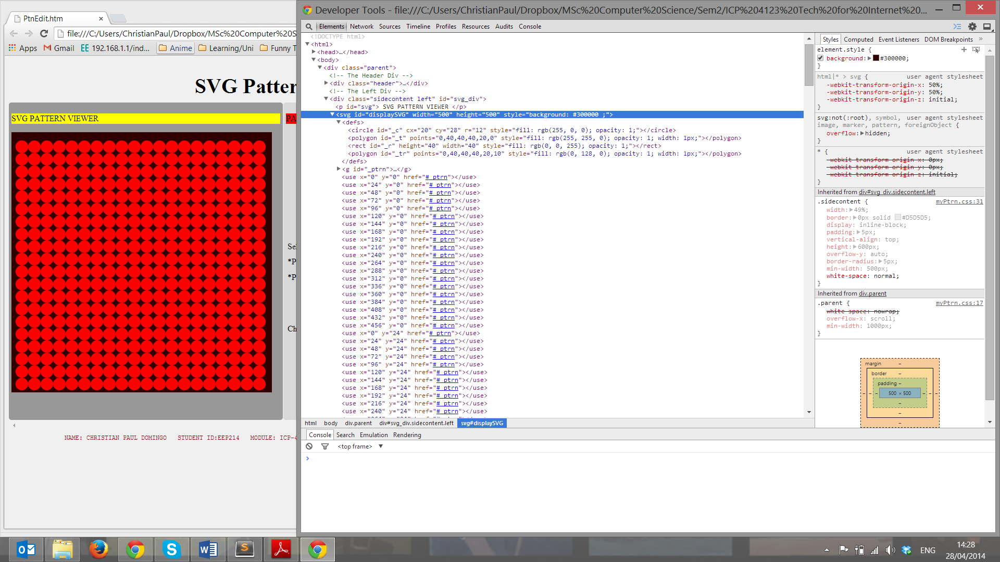 PtnEdit.htm
file:///C:/Users/ChristianPaul/Dropbox/MSc%20Computer%20S
Apps Gmail 192.168.1.1/ind... Anime Learning/Uni Funny T
SVG Patter
SVG PATTERN VIEWER
PA
Sel
*P
*P
Ch
NAME: CHRISTIAN PAUL DOMINGO STUDENT ID:EEP214 MODULE: ICP-4
Developer Tools - file:///C:/Users/ChristianPaul/Dropbox/MSc%20Computer%20Science/Sem2/ICP%204123%20Tech%20for%20Internet%20...
Elements Network Sources Timeline Profiles Resources Audits Console
<!DOCTYPE html>
<html>
<head>…</head>
<body>
<div class="parent">
<!-- The Header Div -->
<div class="header">…</div>
<!-- The Left Div -->
<div class="sidecontent left" id="svg_div">
<p id="svg"> SVG PATTERN VIEWER </p>
<svg id="displaySVG" width="500" height="500" style="background: #300000 ;">
<defs>
<circle id="_c" cx="20" cy="28" r="12" style="fill: rgb(255, 0, 0); opacity: 1;"></circle>
<polygon id="_t" points="0,40,40,40,20,0" style="fill: rgb(255, 255, 0); opacity: 1; width: 1px;"></polygon>
<rect id="_r" height="40" width="40" style="fill: rgb(0, 0, 255); opacity: 1;"></rect>
<polygon id="_tr" points="0,40,40,40,20,10" style="fill: rgb(0, 128, 0); opacity: 1; width: 1px;"></polygon>
</defs>
<g id="_ptrn">…</g>
<use x="0" y="0" href="#_ptrn"></use>
<use x="24" y="0" href="#_ptrn"></use>
<use x="48" y="0" href="#_ptrn"></use>
<use x="72" y="0" href="#_ptrn"></use>
<use x="96" y="0" href="#_ptrn"></use>
<use x="120" y="0" href="#_ptrn"></use>
<use x="144" y="0" href="#_ptrn"></use>
<use x="168" y="0" href="#_ptrn"></use>
<use x="192" y="0" href="#_ptrn"></use>
<use x="216" y="0" href="#_ptrn"></use>
<use x="240" y="0" href="#_ptrn"></use>
<use x="264" y="0" href="#_ptrn"></use>
<use x="288" y="0" href="#_ptrn"></use>
<use x="312" y="0" href="#_ptrn"></use>
<use x="336" y="0" href="#_ptrn"></use>
<use x="360" y="0" href="#_ptrn"></use>
<use x="384" y="0" href="#_ptrn"></use>
<use x="408" y="0" href="#_ptrn"></use>
<use x="432" y="0" href="#_ptrn"></use>
<use x="456" y="0" href="#_ptrn"></use>
<use x="0" y="24" href="#_ptrn"></use>
<use x="24" y="24" href="#_ptrn"></use>
<use x="48" y="24" href="#_ptrn"></use>
<use x="72" y="24" href="#_ptrn"></use>
<use x="96" y="24" href="#_ptrn"></use>
<use x="120" y="24" href="#_ptrn"></use>
<use x="144" y="24" href="#_ptrn"></use>
<use x="168" y="24" href="#_ptrn"></use>
<use x="192" y="24" href="#_ptrn"></use>
<use x="216" y="24" href="#_ptrn"></use>
<use x="240" y="24" href="#_ptrn"></use>
html body div.parent div#svg_div.sidecontent.left svg#displaySVG
Console Search Emulation Rendering
<top frame>
Styles Computed Event Listeners DOM Breakpoints »
element.style {
background: #300000;
}
html|* > svg { user agent stylesheet
-webkit-transform-origin-x: 50%;
-webkit-transform-origin-y: 50%;
-webkit-transform-origin-z: initial;
}
svg:not(:root), symbol, user agent stylesheet
image, marker, pattern, foreignObject {
overflow: hidden;
}
* { user agent stylesheet
-webkit-transform-origin-x: 0px;
-webkit-transform-origin-y: 0px;
-webkit-transform-origin-z: initial;
}
Inherited from div#svg_div.sidecontent.left
.sidecontent { myPtrn.css:31
width: 49%;
border: 0px solid #D5D5D5;
display: inline-block;
padding: 5px;
vertical-align: top;
height: 600px;
overflow-y: auto;
border-radius: 5px;
min-width: 500px;
white-space: normal;
}
Inherited from div.parent
.parent { myPtrn.css:17
white-space: nowrap;
overflow-x: scroll;
min-width: 1000px;
}
margin –
border –
padding –
– – – 500 × 500 – – –
–
–
–
ENG
14:28
28/04/2014